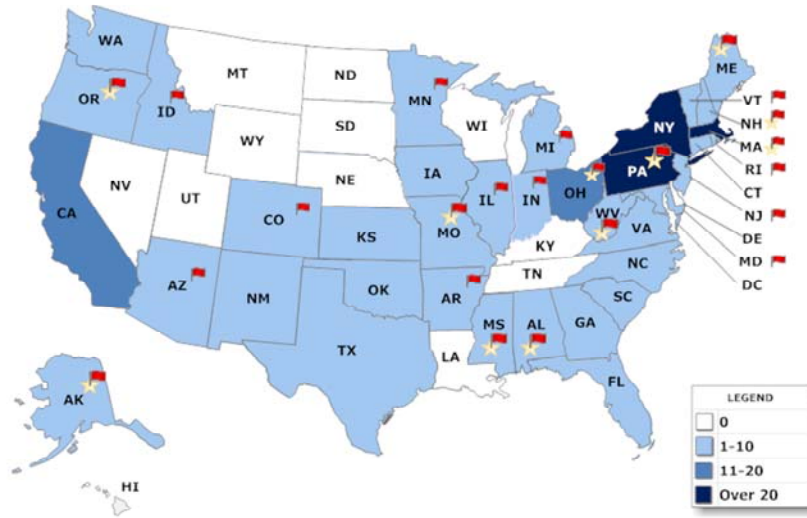 WA
MT
ND
MN
ME
OR
ID
SD
WI
MI
NY
VT
NH
MA
RI
CT
NJ
DE
MD
DC
WY
NE
IA
PA
NV
UT
CO
IL
IN
OH
WV
VA
CA
KS
MO
KY
AZ
NM
OK
AR
TN
NC
SC
MS
AL
GA
TX
LA
FL
AK
HI
LEGEND
0
1-10
11-20
Over 20